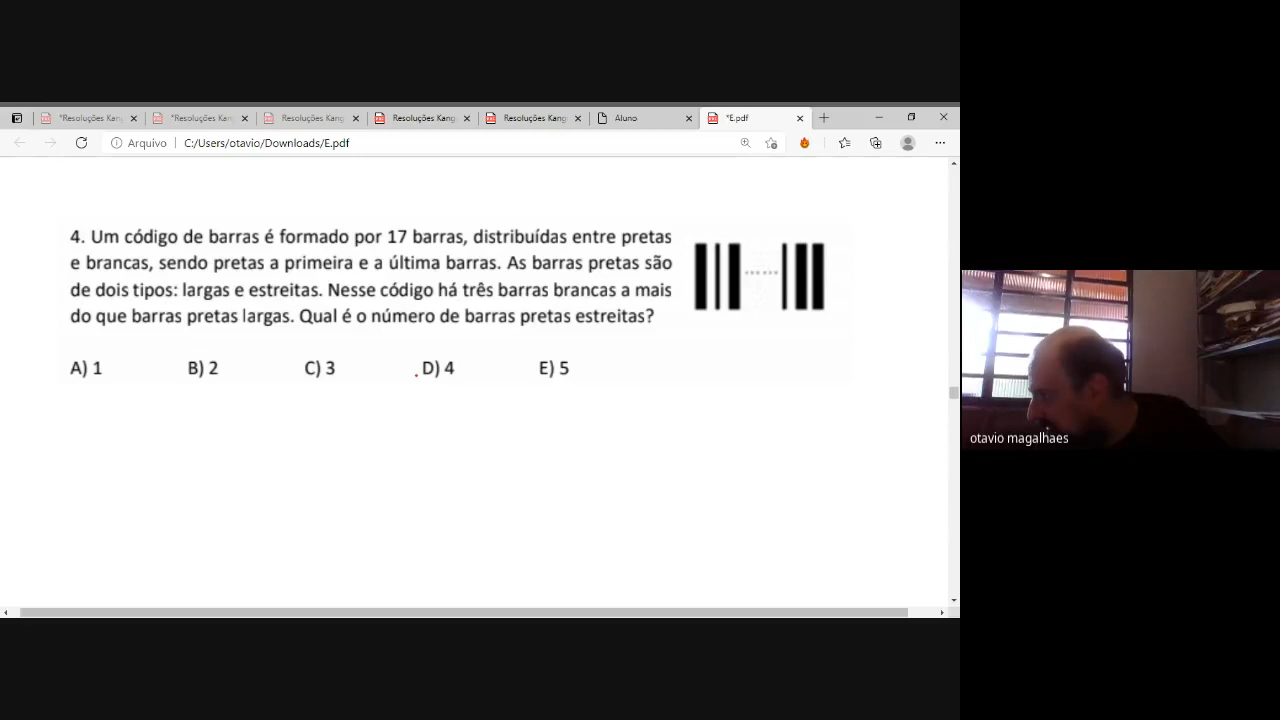 *Resoluções Kang
*Resoluções Kan
Resoluções Kang
Resoluções Kang
Resoluções Kang
Aluno
*E.pdf
Arquivo C:/Users/otavio/Downloads/E.pdf
4. Um código de barras é formado por 17 barras, distribuídas entre pretas
e brancas, sendo pretas a primeira e a última barras. As barras pretas são
de dois tipos: largas e estreitas. Nesse código há três barras brancas a mais
do que barras pretas largas. Qual é o número de barras pretas estreitas?
A) 1 B) 2 C) 3 D) 4 E) 5
otavio magalhaes